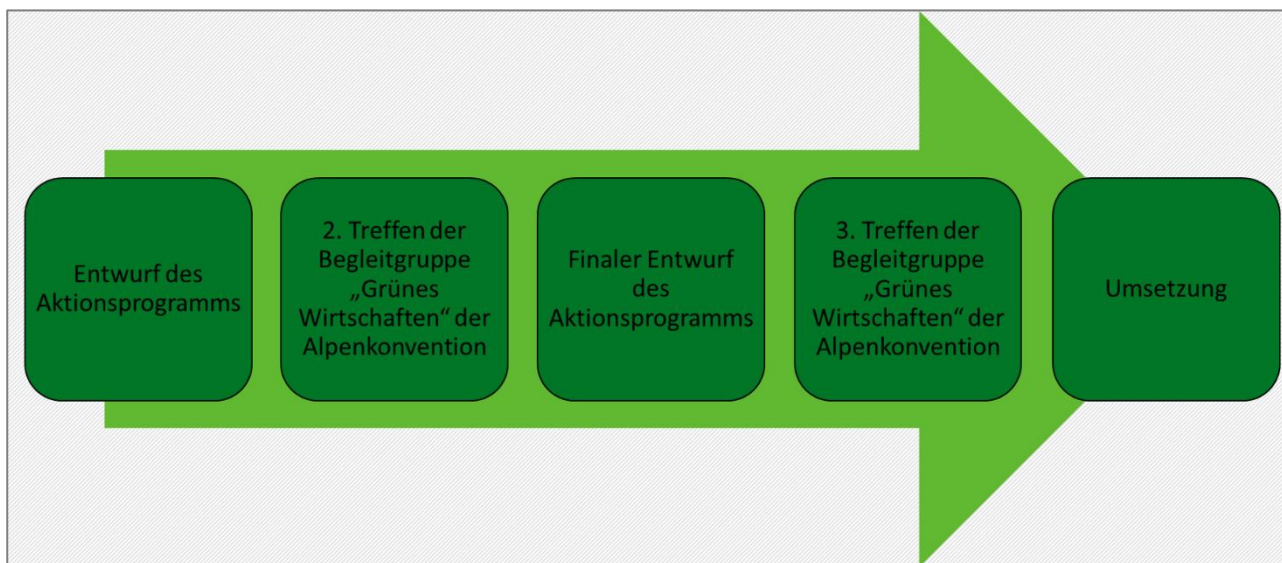 Entwurf des
Aktionsprogramms
2. Treffen der
Begleitgruppe
„Grünes
Wirtschaften“ der
Alpenkonvention
Finaler Entwurf
des
Aktionsprogramms
3. Treffen der
Begleitgruppe
„Grünes
Wirtschaften“ der
Alpenkonvention
Umsetzung